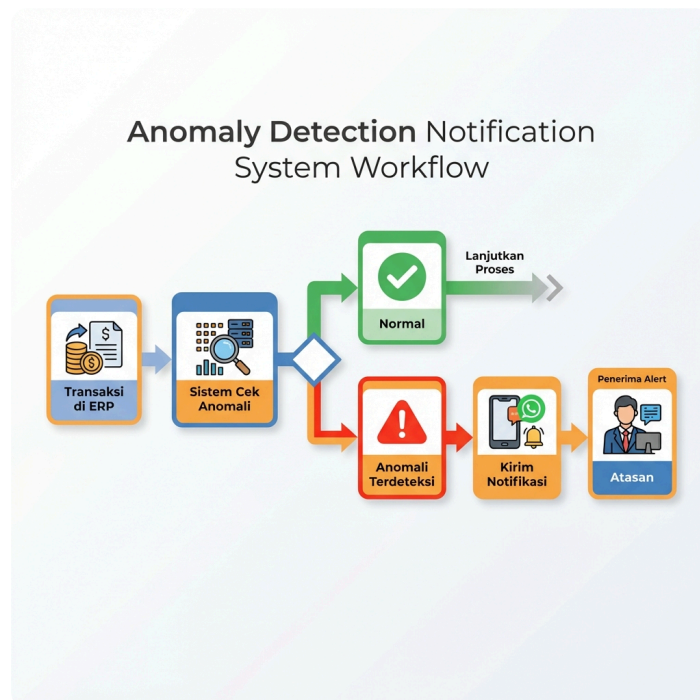 Anomaly Detection Notification
System Workflow
Transaksi
di ERP
Sistem Cek
Anomali
Normal
Lanjutkan
Proses
Anomali
Terdeteksi
Kirim
Notifikasi
Penerima Alert
Atasan